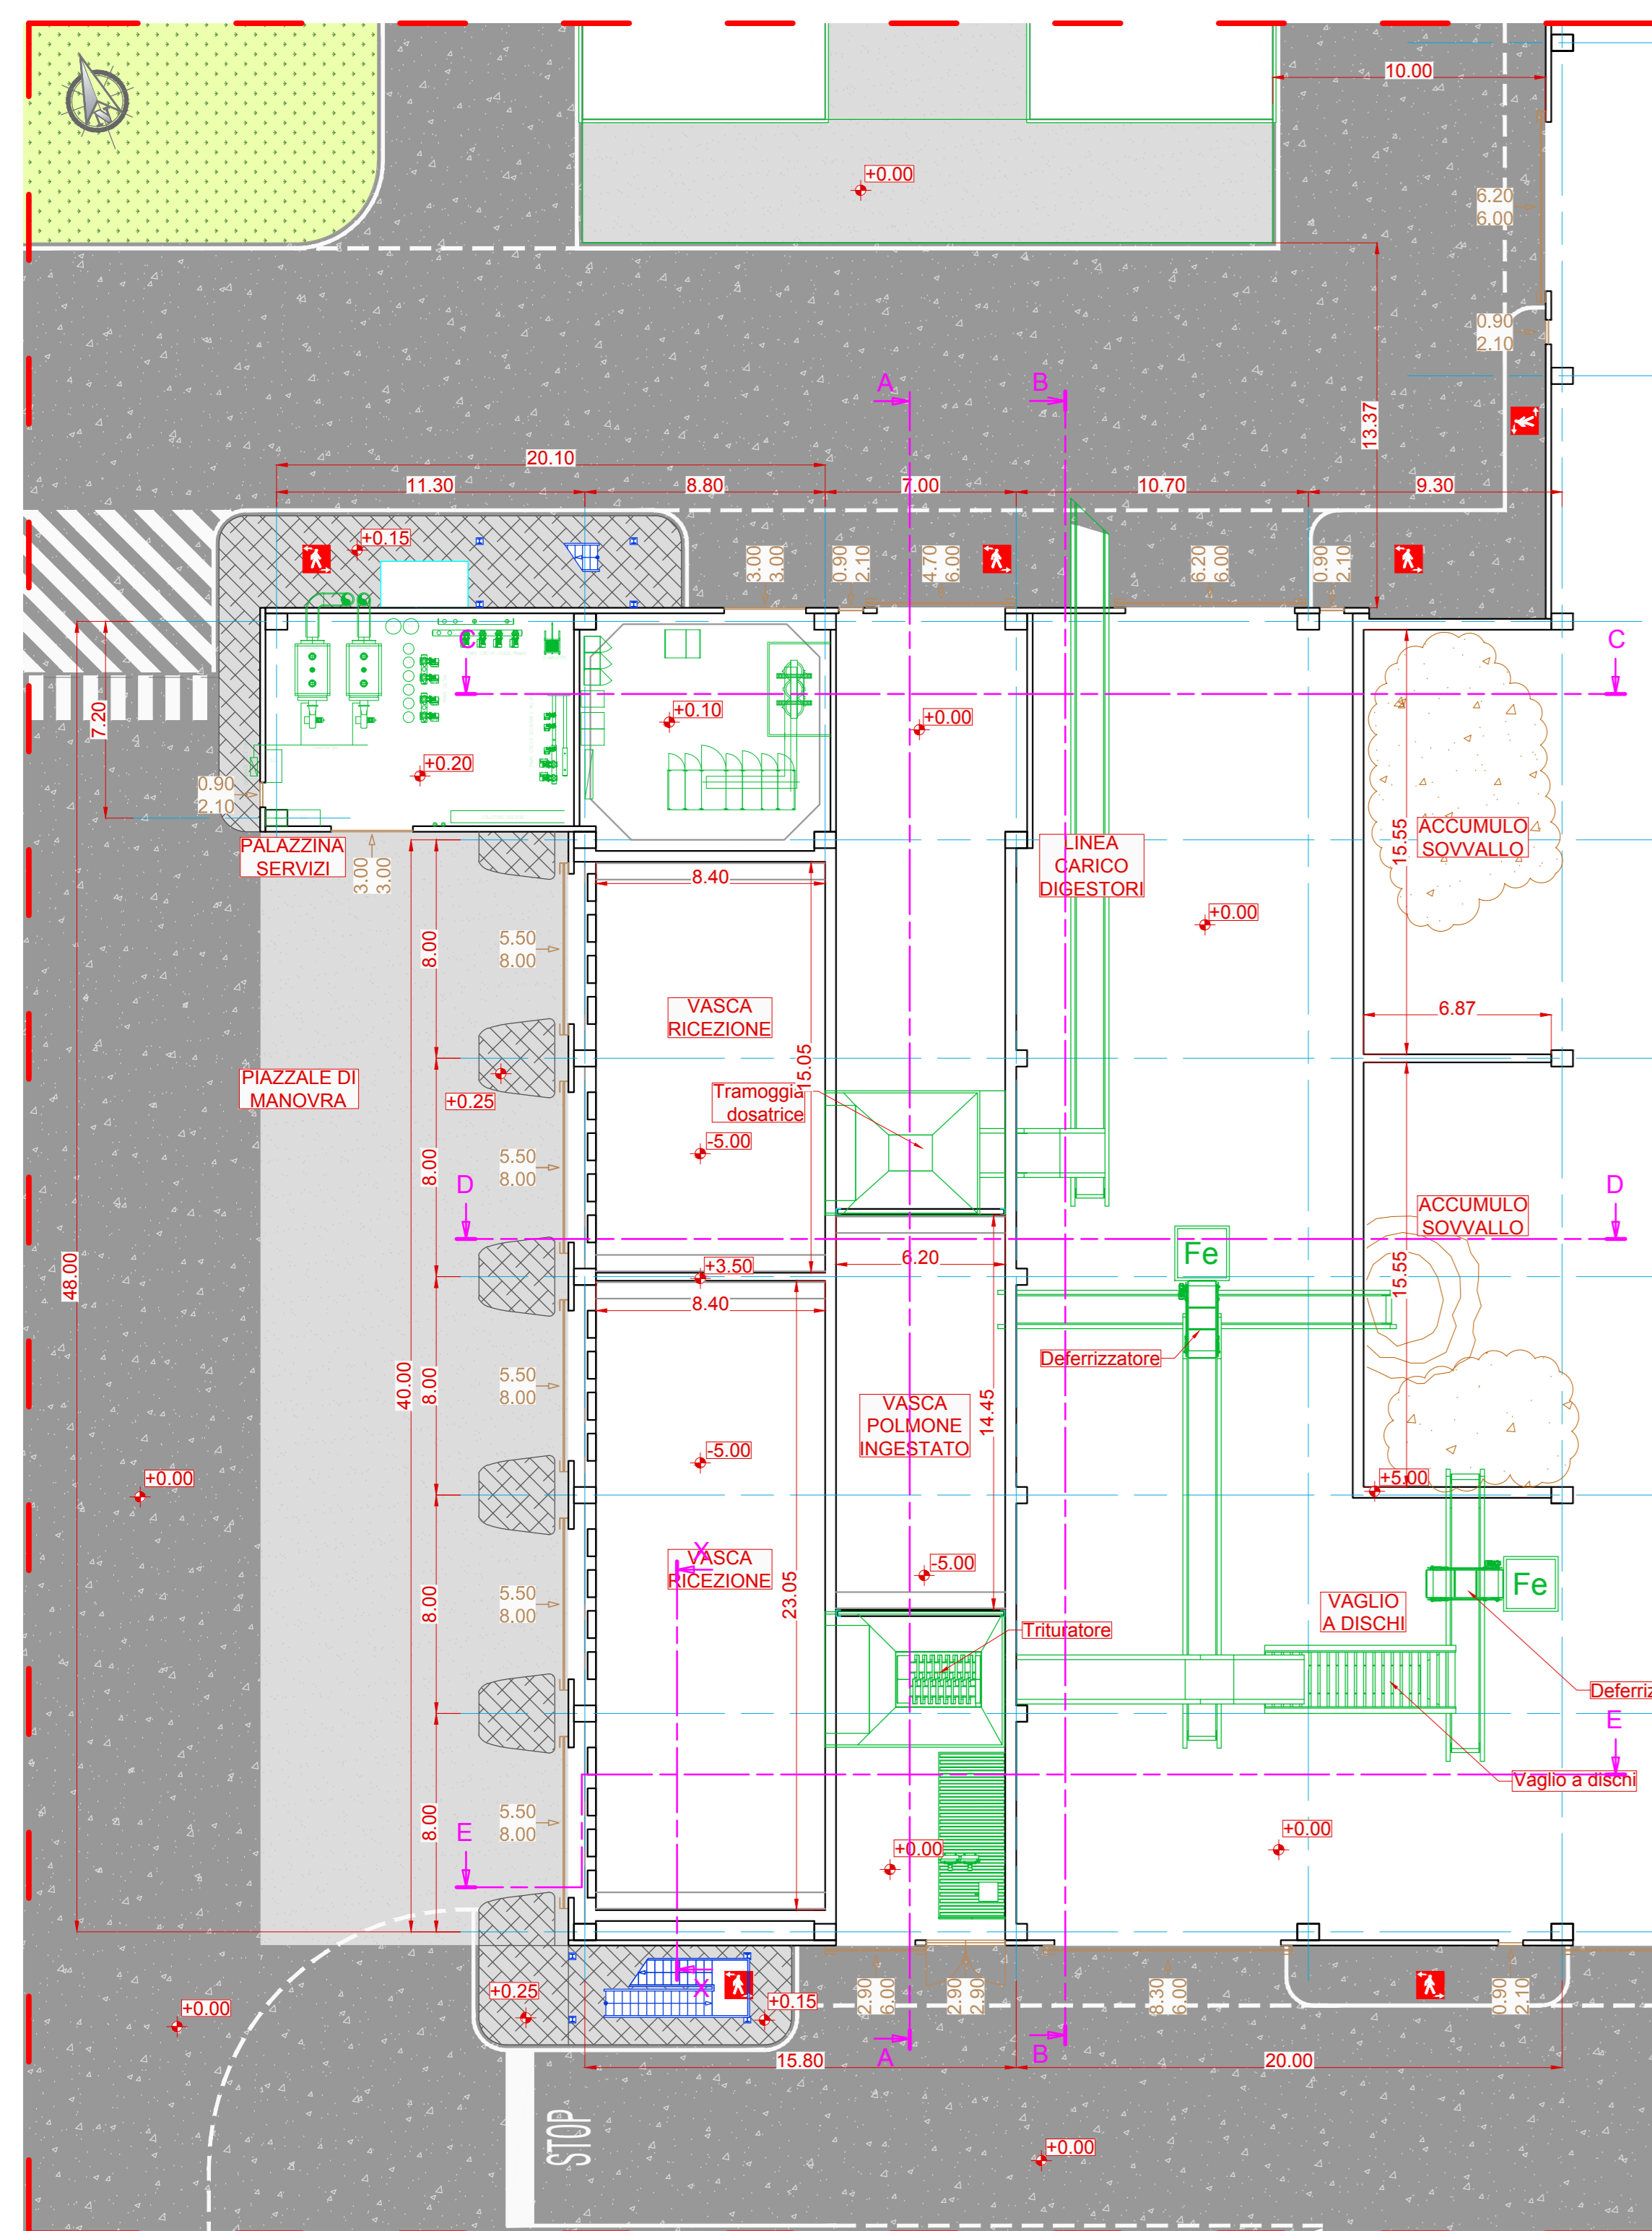 10.00
+0.00
6.20
6.00
0.90
2.10
13.37
A
B
20.10
11.30
8.80
7.00
10.70
9.30
+0.15
3.00
3.00
0.90
2.10
4.70
6.00
6.20
6.00
0.90
2.10
C
C
7.20
+0.10
+0.00
+0.20
0.90
2.10
PALAZZINA
SERVIZI
3.00
3.00
8.40
LINEA
CARICO
DIGESTORI
15.55
ACCUMULO
SOVVALLO
+0.00
8.00
5.50
8.00
VASCA
RICEZIONE
6.87
15.05
PIAZZALE DI
MANOVRA
+0.25
Tramoggia
dosatrice
-5.00
8.00
5.50
8.00
D
D
ACCUMULO
SOVVALLO
48.00
+3.50
6.20
Fe
15.55
8.40
Deferrizzatore
40.00
8.00
5.50
8.00
VASCA
POLMONE
INGESTATO
14.45
-5.00
+5.00
+0.00
X
VASCA
RICEZIONE
-5.00
23.05
8.00
5.50
8.00
VAGLIO
A DISCHI
Fe
Trituratore
Deferriz
E
Vaglio a dischi
8.00
5.50
8.00
E
+0.00
+0.00
X
+0.25
+0.15
+0.00
2.90
6.00
2.90
2.90
8.30
6.00
0.90
2.10
A
B
15.80
20.00
STOP
+0.00